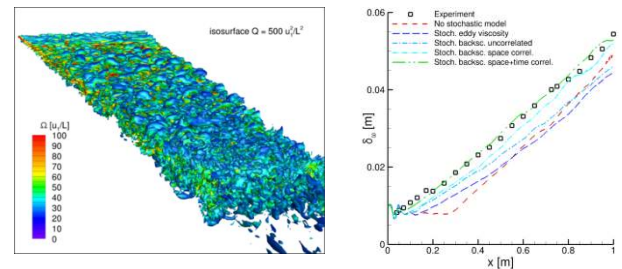 isosurface Q = 500 u_r²/L²
Ω [u_r/L]
100
90
80
70
60
50
40
30
20
10
0
0.06
0.04
0.02
0
δω [m]
Experiment
No stochastic model
Stoch. eddy viscosity
Stoch. backsc. uncorrelated
Stoch. backsc. space correl.
Stoch. backsc. space+time correl.
0 0.2 0.4 0.6 0.8 1
x [m]